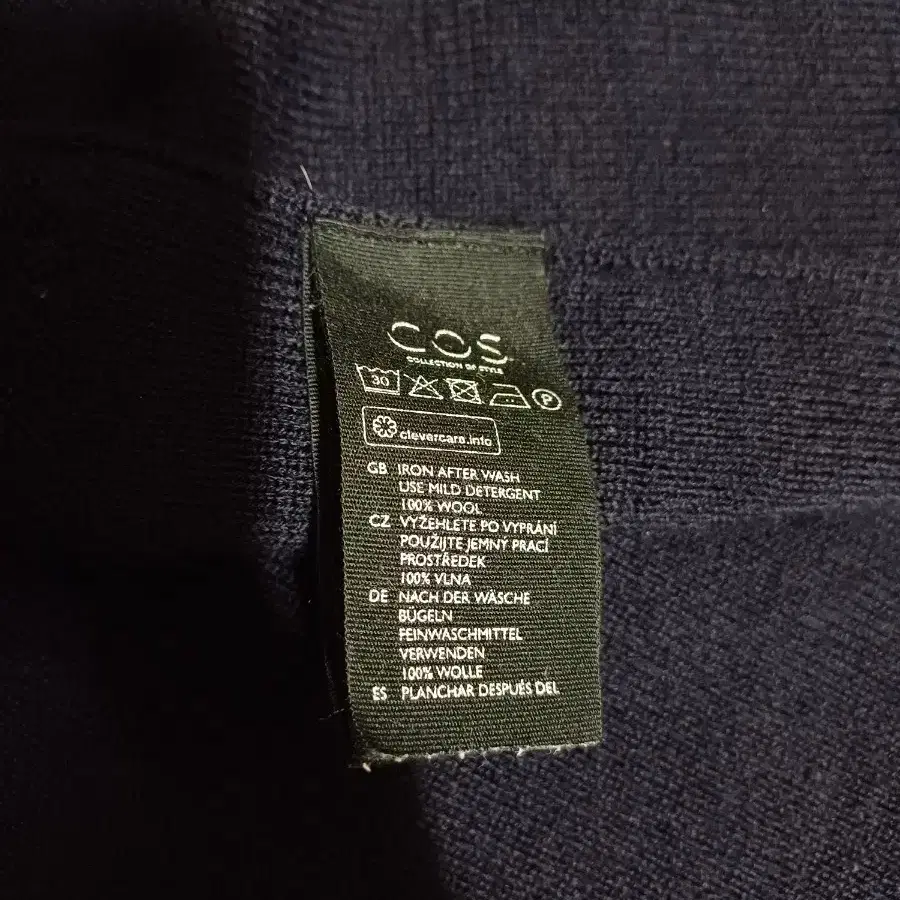 COS
COLLECTION OF STYLE
30 P
clevercare.info
GB IRON AFTER WASH
USE MILD DETERGENT
100% WOOL
CZ VYŽEHLETE PO VYPRÁNÍ
POUŽIJTE JEMNÝ PRACÍ
PROSTŘEDEK
100% VLNA
DE NACH DER WÄSCHE
BÜGELN
FEINWASCHMITTEL
VERWENDEN
100% WOLLE
ES PLANCHAR DESPUÉS DEL